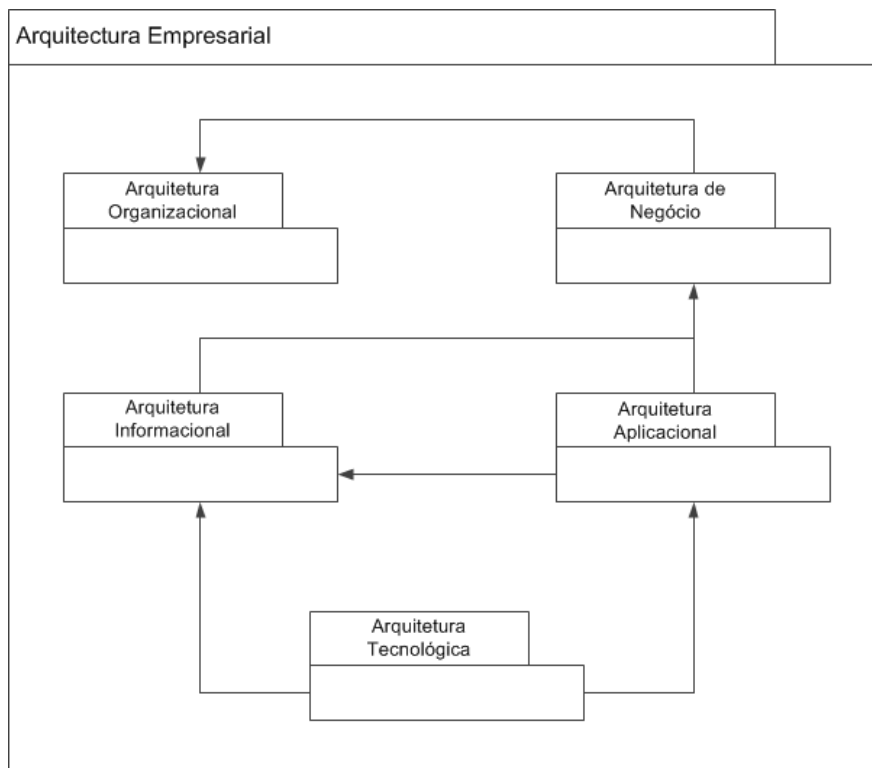 Arquitectura Empresarial
Arquitetura
Organizacional
Arquitetura de
Negócio
Arquitetura
Informacional
Arquitetura
Aplicacional
Arquitetura
Tecnológica